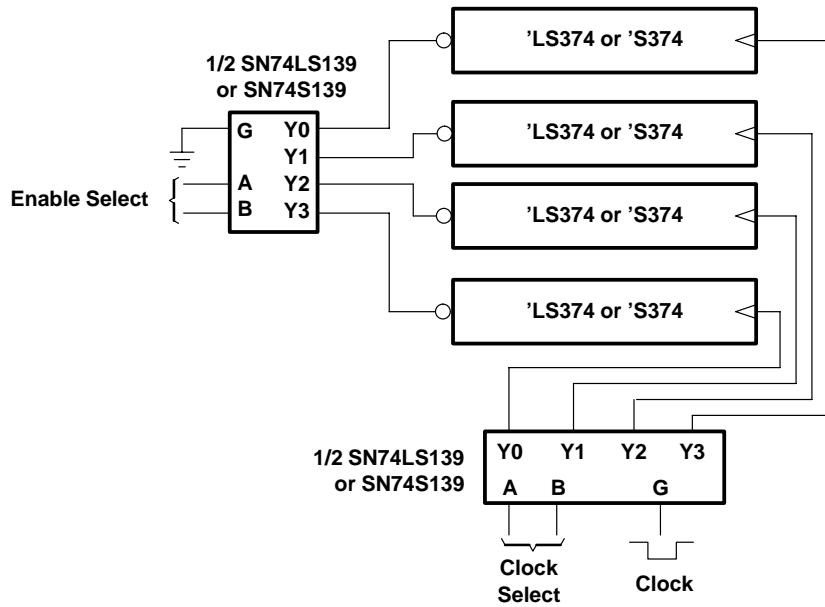 ’LS374 or ’S374
1/2 SN74LS139
or SN74S139
G Y0
Y1
A Y2
B Y3
Enable Select
’LS374 or ’S374
’LS374 or ’S374
’LS374 or ’S374
1/2 SN74LS139
or SN74S139
Y0 Y1 Y2 Y3
A B G
Clock
Select
Clock